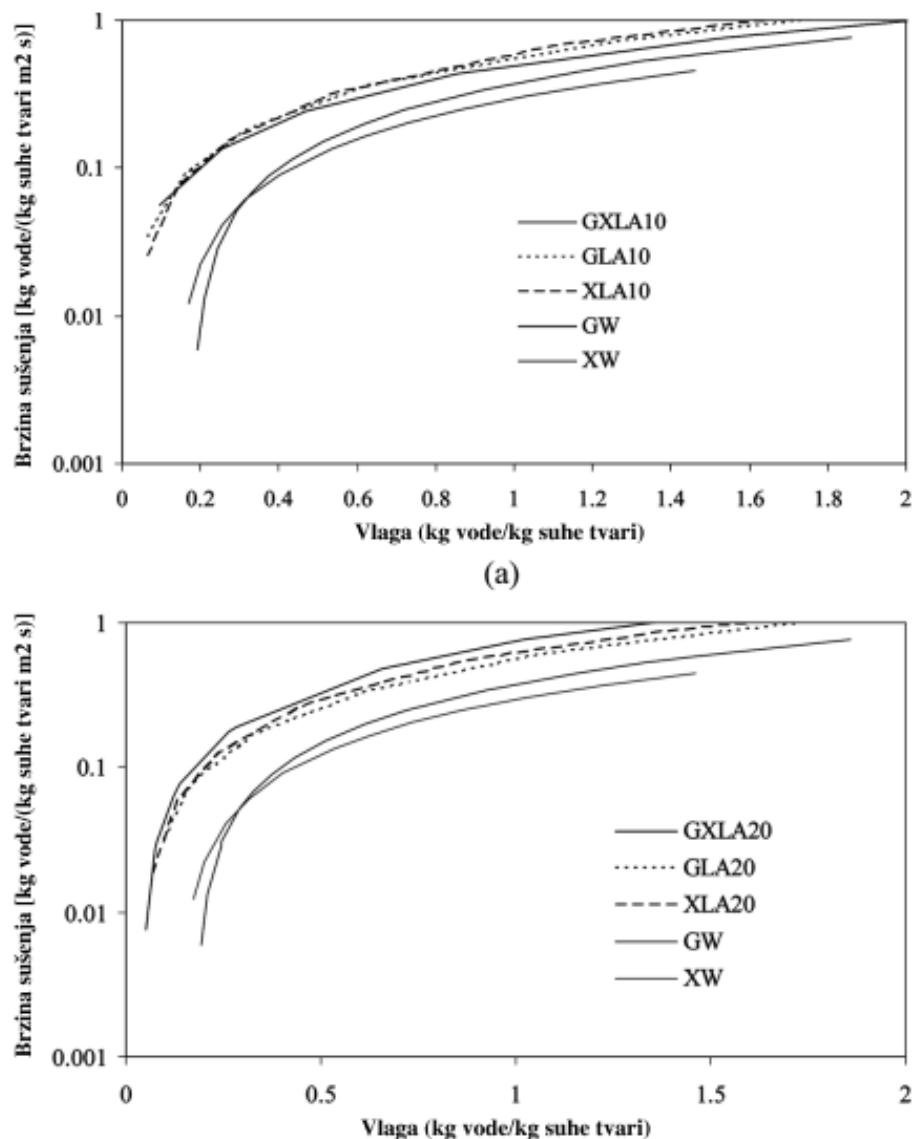 Brzina sušenja [kg vode/(kg suhe tvari m2 s)]
1
0.1
0.01
0.001
GXLA10
GLA10
XLA10
GW
XW
0 0.2 0.4 0.6 0.8 1 1.2 1.4 1.6 1.8 2
Vlaga (kg vode/kg suhe tvari)
(a)
Brzina sušenja [kg vode/(kg suhe tvari m2 s)]
1
0.1
0.01
0.001
GXLA20
GLA20
XLA20
GW
XW
0 0.5 1 1.5 2
Vlaga (kg vode/kg suhe tvari)